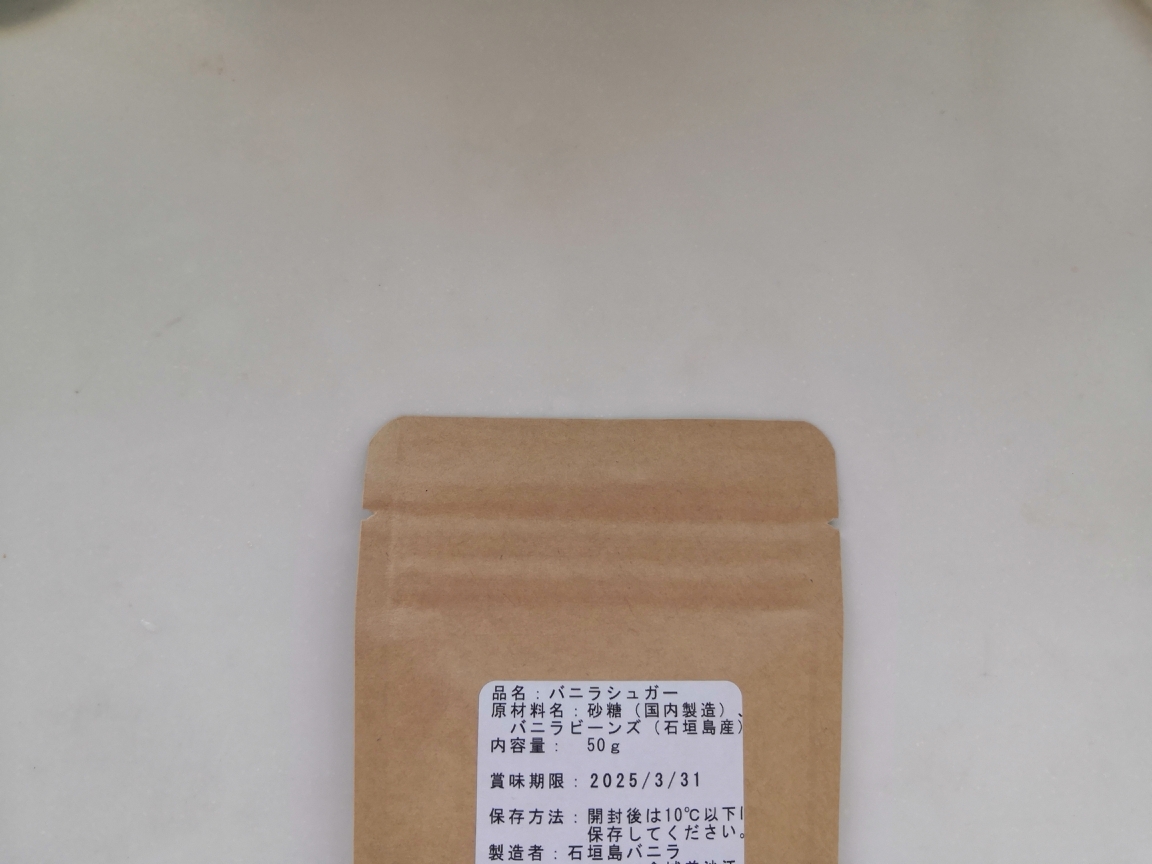 品名：バニラシュガー
原材料名：砂糖（国内製造）、
バニラビーンズ（石垣島産）
内容量： 50ｇ
賞味期限：2025/3/31
保存方法：開封後は10℃以下
保存してください。
製造者：石垣島バニラ